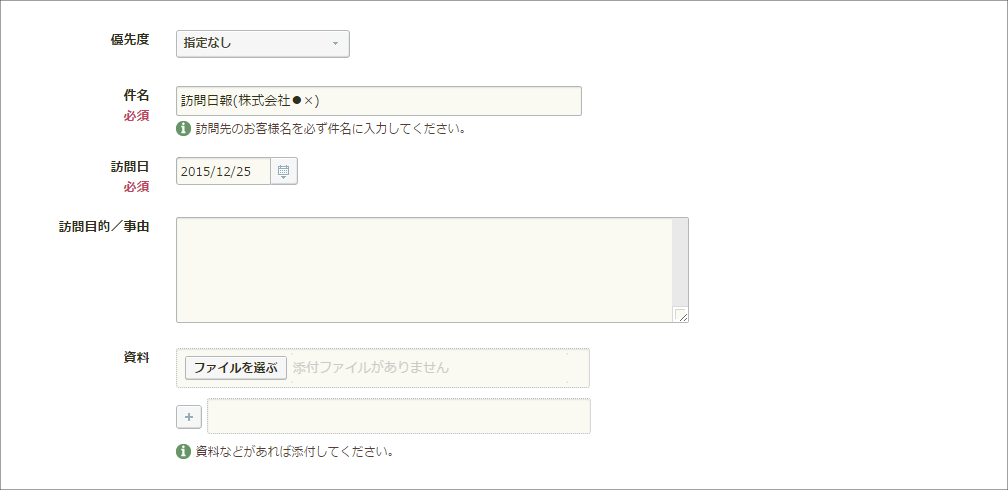 優先度 指定なし
件名 訪問日報(株式会社●×)
必須
訪問先のお客様名を必ず件名に入力してください。
訪問日 2015/12/25
必須
訪問目的／事由
資料 ファイルを選ぶ 添付ファイルがありません
+
資料などがあれば添付してください。